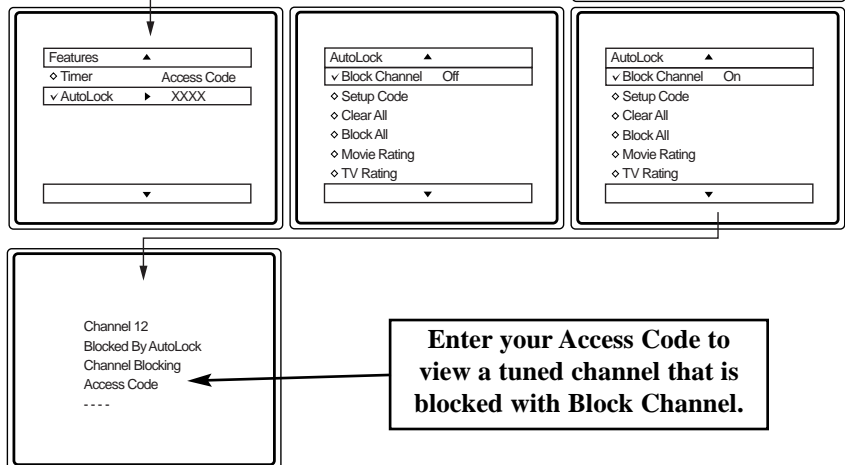 Features ▲
◇ Timer Access Code
✓ AutoLock ▶ XXXX
▼
AutoLock ▲
✓ Block Channel Off
◇ Setup Code
◇ Clear All
◇ Block All
◇ Movie Rating
◇ TV Rating
▼
AutoLock ▲
✓ Block Channel On
◇ Setup Code
◇ Clear All
◇ Block All
◇ Movie Rating
◇ TV Rating
▼
Channel 12
Blocked By AutoLock
Channel Blocking
Access Code
- - - -
Enter your Access Code to
view a tuned channel that is
blocked with Block Channel.